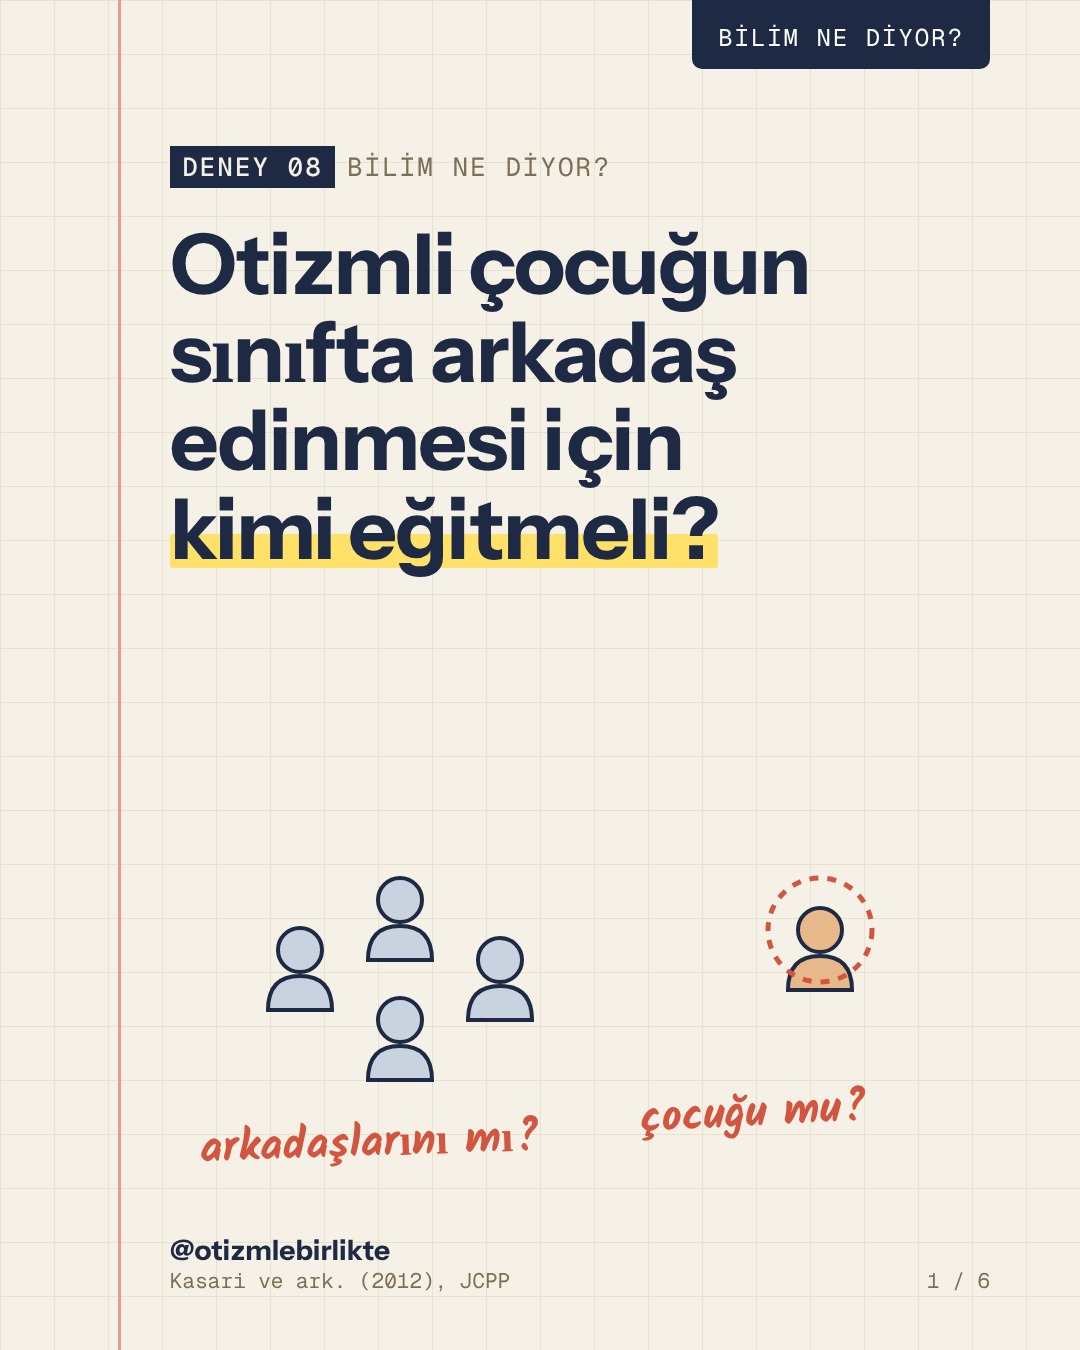 BİLİM NE DİYOR?
DENEY 08 BİLİM NE DİYOR?
Otizmli çocuğun
sınıfta arkadaş
edinmesi için
kimi eğitmeli?
arkadaşlarını mı?
çocuğu mu?
@otizmlebirlikte
Kasari ve ark. (2012), JCPP
1 / 6